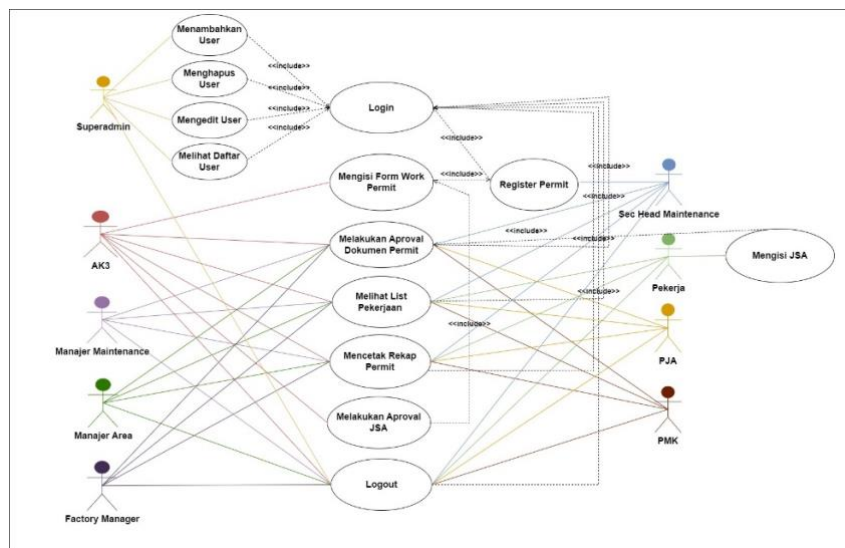 Menambahkan
User
<<include>>
Menghapus
User
<<include>>
Login
Superadmin
Mengedit User
<<include>>
Melihat Daftar
User
<<include>>
<<include>>
Mengisi Form Work
Permit
<<include>>
Register Permit
<<include>>
Sec Head Maintenance
AK3
Melakukan Aproval
Dokumen Permit
<<include>>
<<include>>
Mengisi JSA
Pekerja
Melihat List
Pekerjaan
Manajer Maintenance
<<include>>
PJA
Mencetak Rekap
Permit
Manajer Area
Melakukan Aproval
JSA
PMK
Logout
Factory Manager